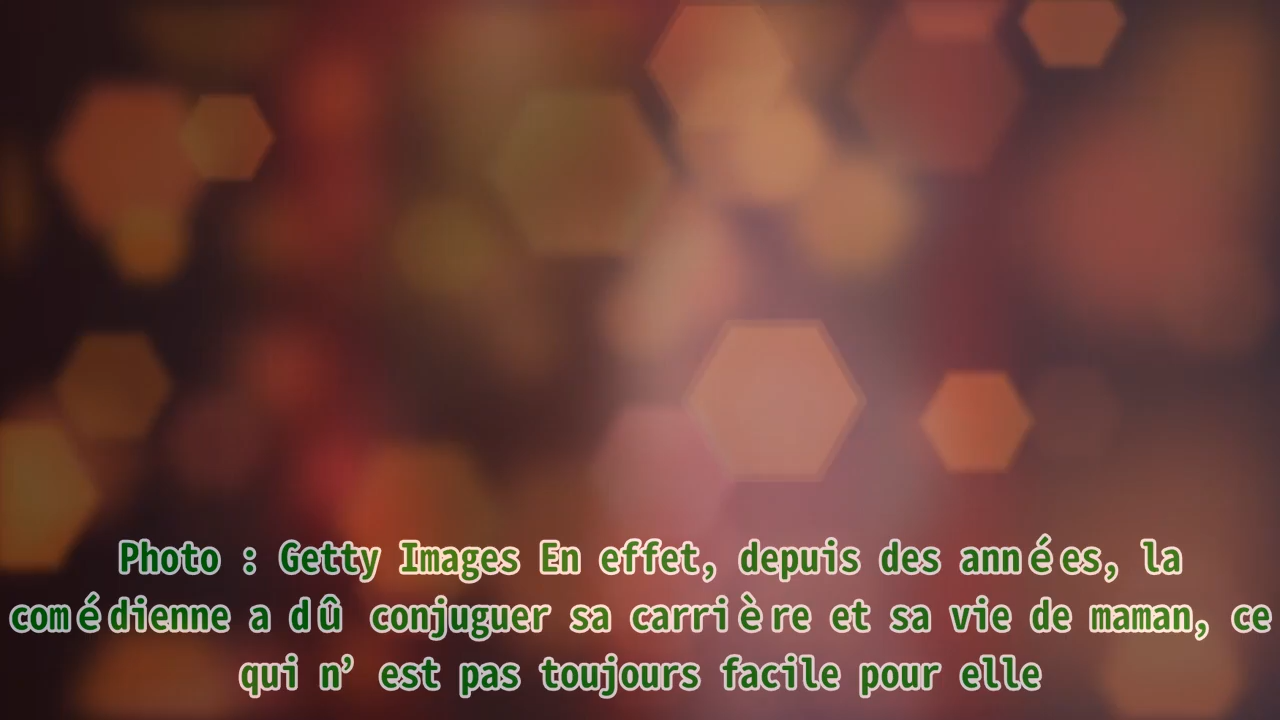 Photo : Getty Images En effet, depuis des années, la
comédienne a dû conjuguer sa carrière et sa vie de maman, ce
qui n’ est pas toujours facile pour elle